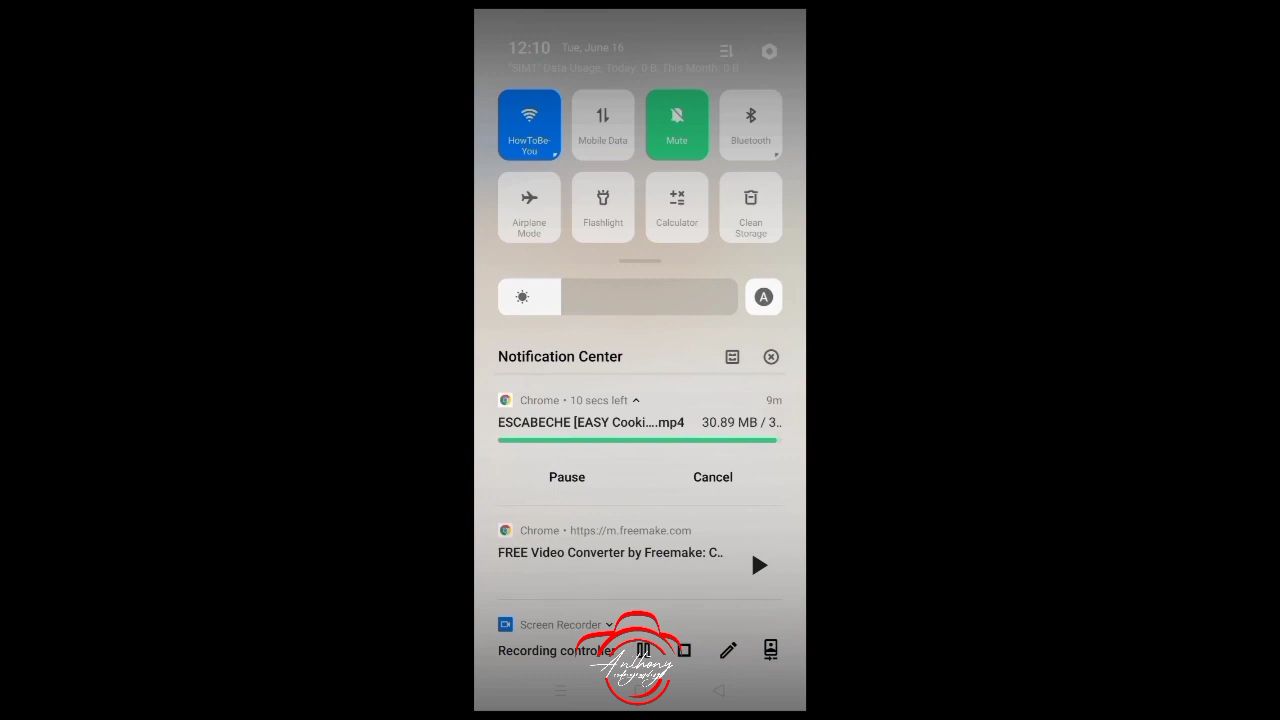 12:10 Tue, June 16
"SIM1" Data Usage, Today: 0 B, This Month: 0 B
HowToBe-
You
Mobile Data
Mute
Bluetooth
Airplane
Mode
Flashlight
Calculator
Clean
Storage
A
Notification Center
Chrome • 10 secs left 9m
ESCABECHE [EASY Cooki....mp4 30.89 MB / 3..
Pause Cancel
Chrome • https://m.freemake.com
FREE Video Converter by Freemake: C..
Screen Recorder
Recording controller
Anthony